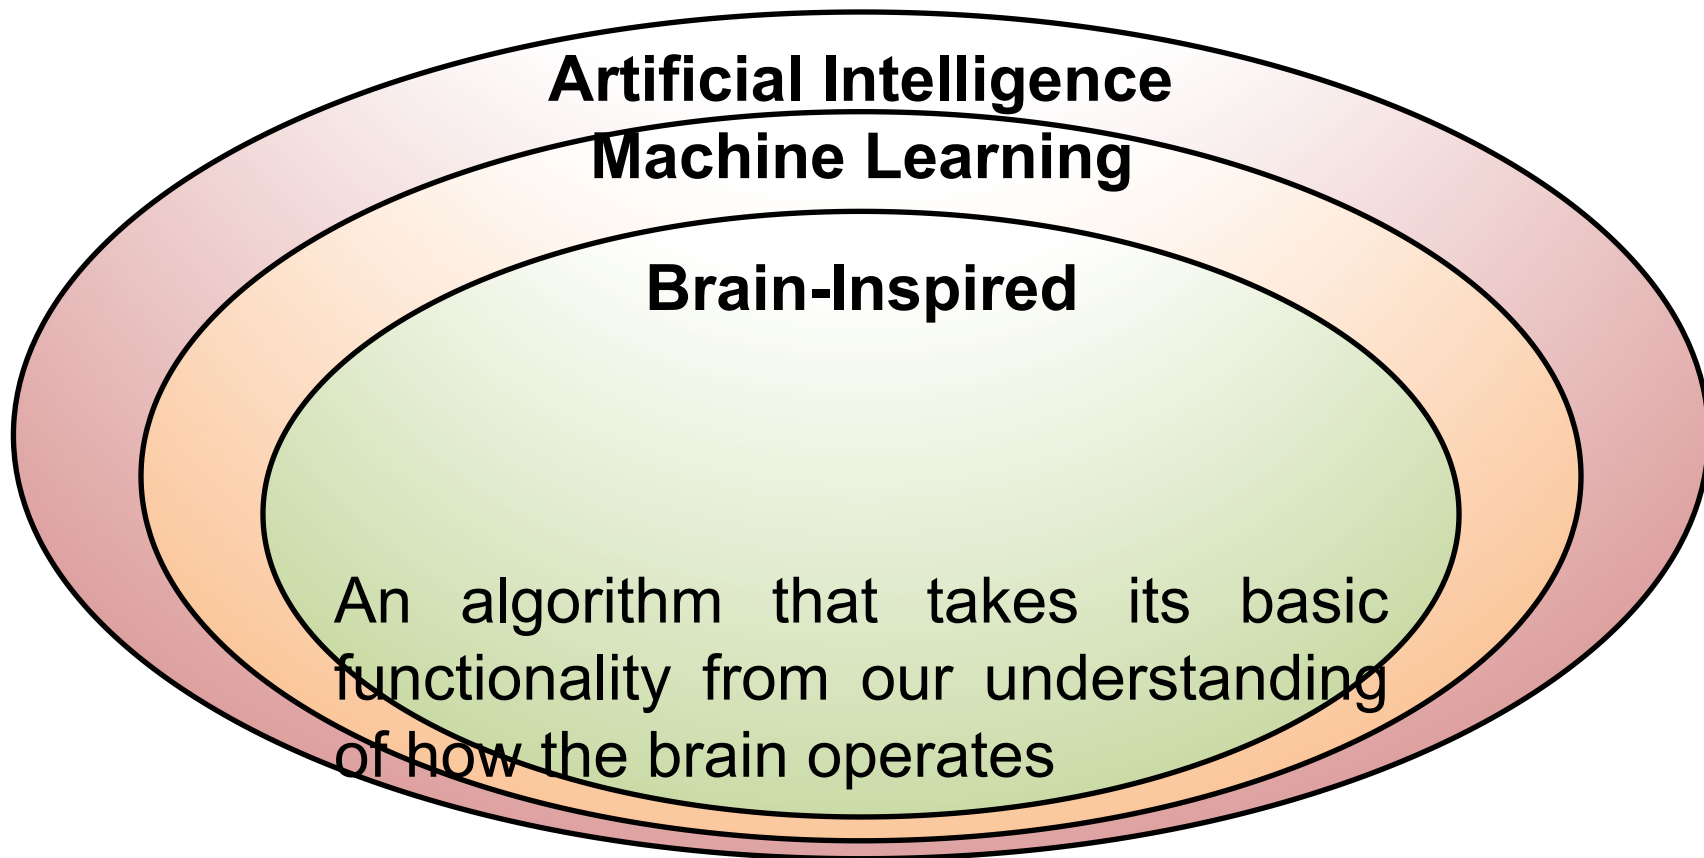 Artificial Intelligence
Machine Learning
Brain-Inspired
An algorithm that takes its basic
functionality from our understanding
of how the brain operates